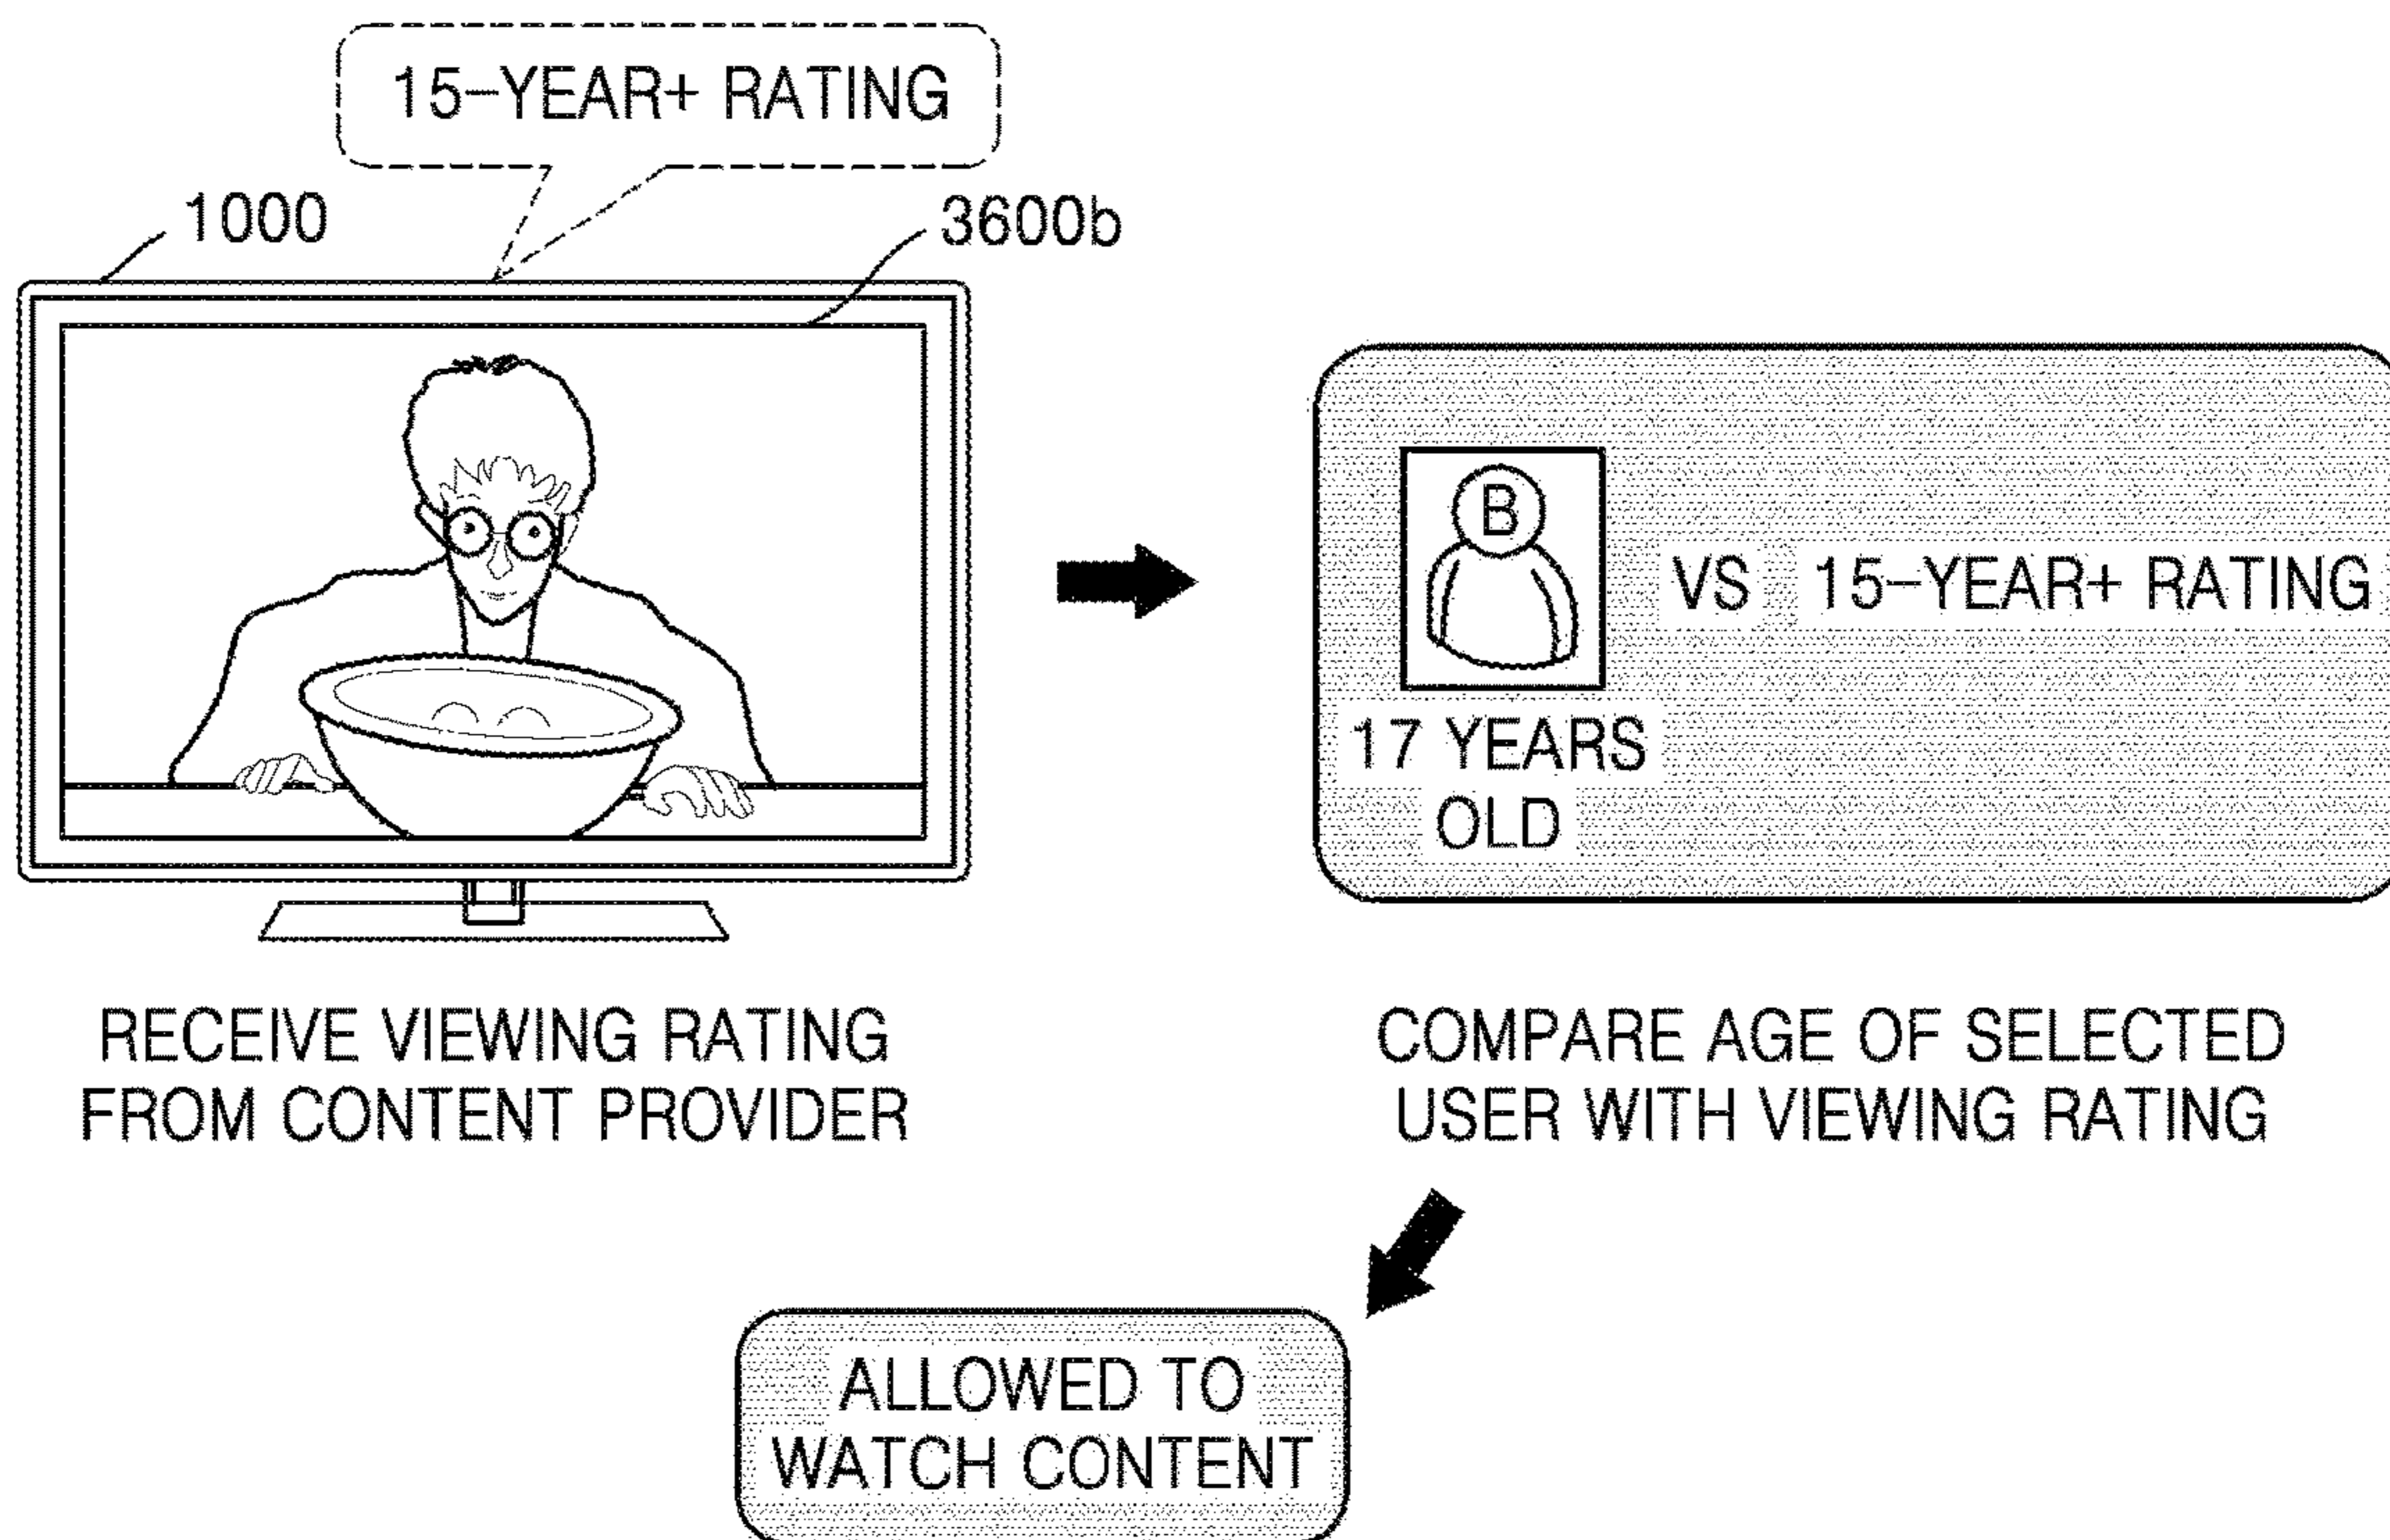 15-YEAR+ RATING
1000
3600b
B
VS 15-YEAR+ RATING
17 YEARS
OLD
RECEIVE VIEWING RATING
FROM CONTENT PROVIDER
COMPARE AGE OF SELECTED
USER WITH VIEWING RATING
ALLOWED TO
WATCH CONTENT